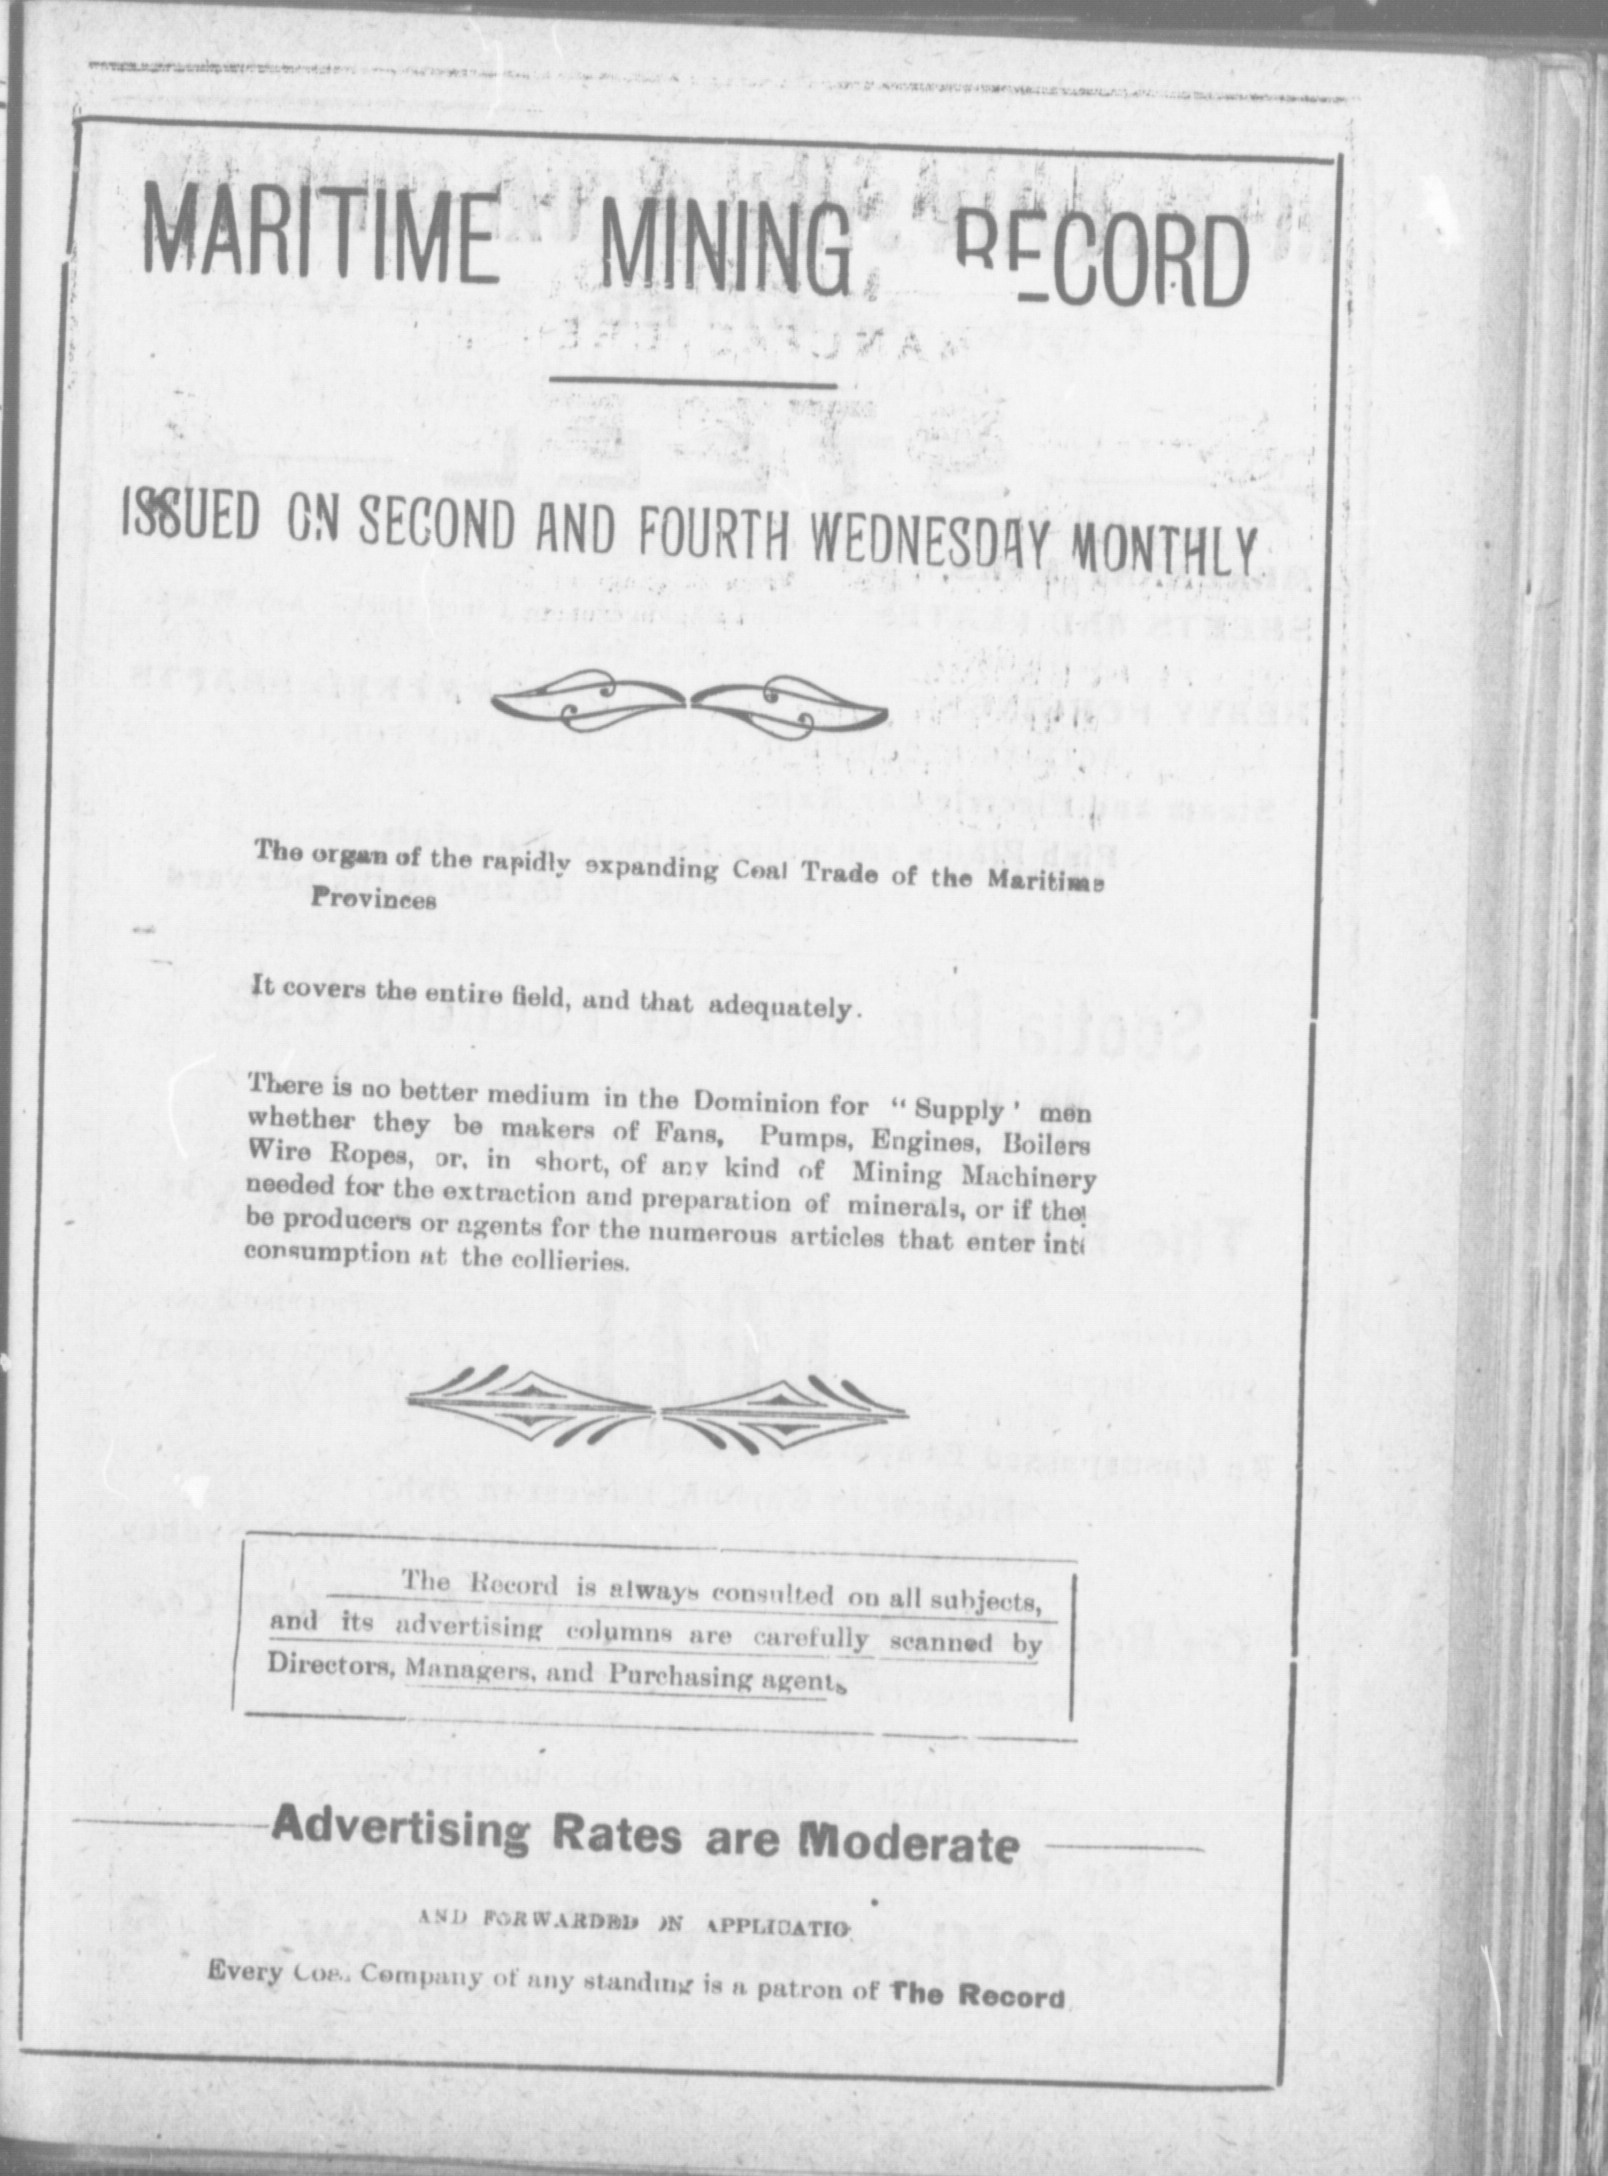 MARITIME MINING RECORD
ISSUED ON SECOND AND FOURTH WEDNESDAY MONTHLY
The organ of the rapidly expanding Coal Trade of the Maritime
Provinces
It covers the entire field, and that adequately.
There is no better medium in the Dominion for "Supply' men
whether they be makers of Fans, Pumps, Engines, Boilers
Wire Ropes, or, in short, of any kind of Mining Machinery
needed for the extraction and preparation of minerals, or if they
be producers or agents for the numerous articles that enter inte
consumption at the collieries.
The Record is always consulted on all subjects,
and its advertising columns are carefully scanned by
Directors, Managers, and Purchasing agents
Advertising Rates are Moderate
AND FORWARDED ON APPLICATIO
Every Coal Company of any standing is a patron of The Record